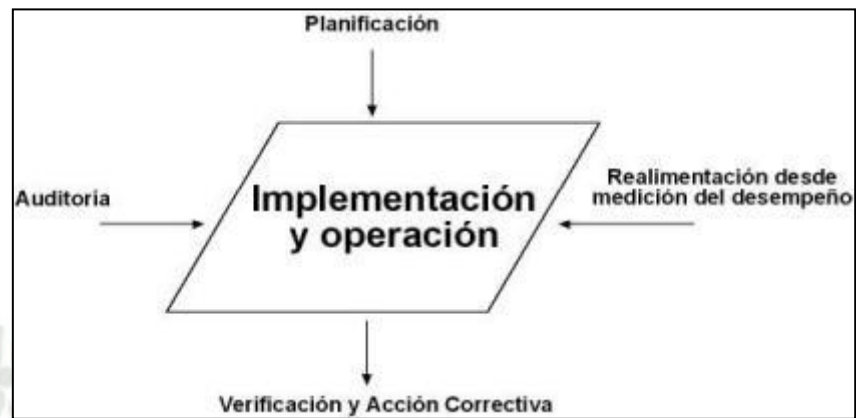 Planificación
Auditoria
Implementación
y operación
Realimentación desde
medición del desempeño
Verificación y Acción Correctiva